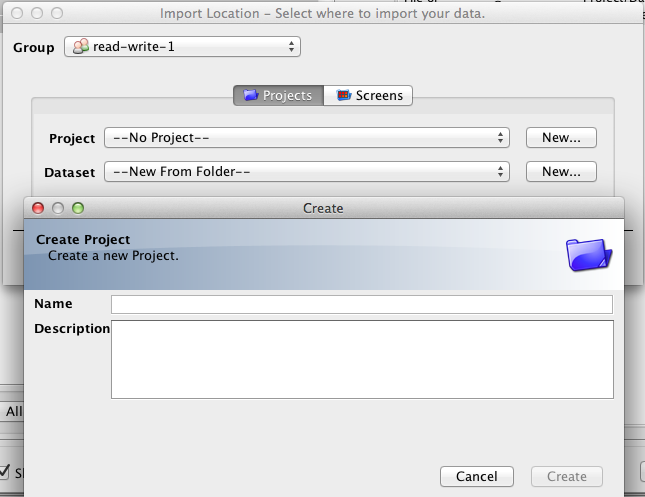 Import Location – Select where to import your data.
Group read-write-1
Projects Screens
Project --No Project-- New...
Dataset --New From Folder-- New...
Create
Create Project
Create a new Project.
Name
Description
All
Cancel Create